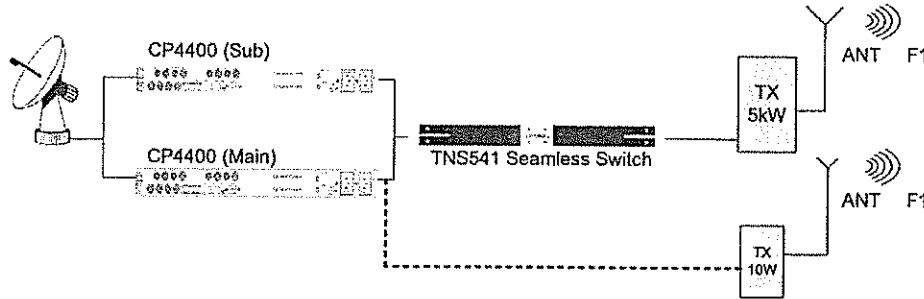 CP4400 (Sub)
ANT F1
TX
5kW
CP4400 (Main)
TNS541 Seamless Switch
ANT F1
TX
10W